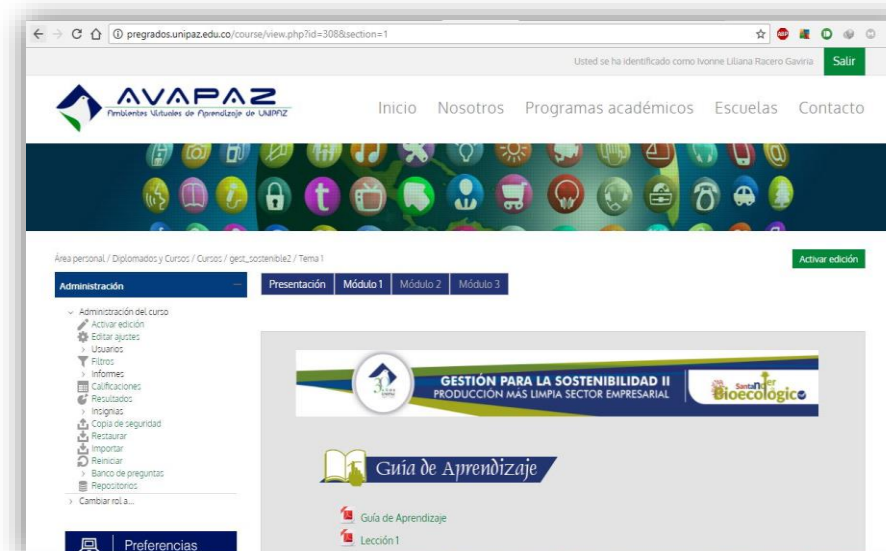 pregrados.unipaz.edu.co/course/view.php?id=308&section=1
Usted se ha identificado como Ivonne Liliana Racero Gaviria
Salir
AVAPAZ
Ambientes Virtuales de Aprendizaje de UNIPAZ
Inicio Nosotros Programas académicos Escuelas Contacto
Área personal / Diplomados y Cursos / Cursos / gest_sostenible2 / Tema 1
Activar edición
Administración
Presentación Módulo 1 Módulo 2 Módulo 3
Administración del curso
Activar edición
Editar ajustes
Usuarios
Filtros
Informes
Calificaciones
Resultados
Insignias
Copia de seguridad
Restaurar
Importar
Reiniciar
Banco de preguntas
Repositorios
Cambiar rol a...
Preferencias
GESTIÓN PARA LA SOSTENIBILIDAD II
PRODUCCIÓN MAS LIMPIA SECTOR EMPRESARIAL
Santander
Bioecológico
Guía de Aprendizaje
Guía de Aprendizaje
Lección 1